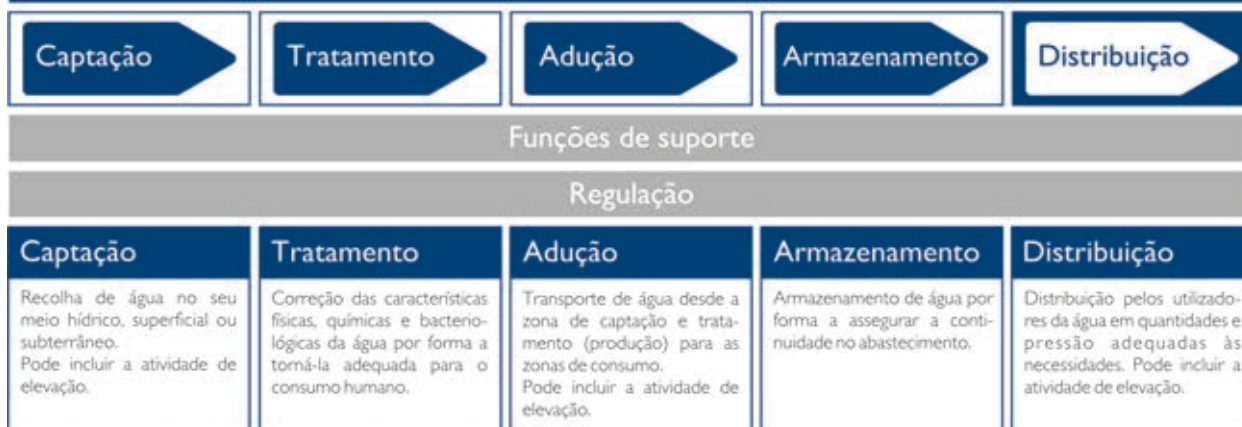 Captação
Tratamento
Adução
Armazenamento
Distribuição
Funções de suporte
Regulação
Captação
Recolha de água no seu
meio hídrico, superficial ou
subterrâneo.
Pode incluir a atividade de
elevação.
Tratamento
Correção das características
físicas, químicas e bacterio-
lógicas da água por forma a
torná-la adequada para o
consumo humano.
Adução
Transporte de água desde a
zona de captação e trata-
mento (produção) para as
zonas de consumo.
Pode incluir a atividade de
elevação.
Armazenamento
Armazenamento de água por
forma a assegurar a conti-
nuidade no abastecimento.
Distribuição
Distribuição pelos utilizado-
res da água em quantidades e
pressão adequadas às
necessidades. Pode incluir a
atividade de elevação.